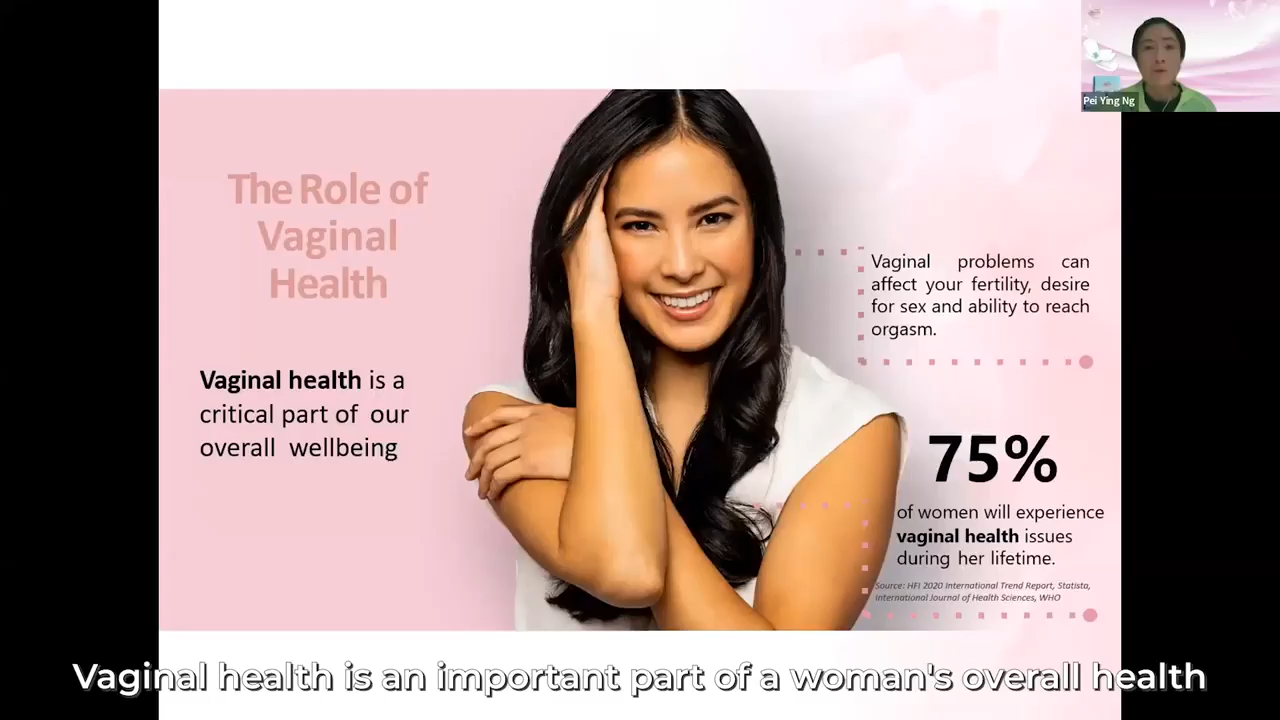 Pei Ying Ng
The Role of
Vaginal
Health
Vaginal health is a
critical part of our
overall wellbeing
Vaginal problems can
affect your fertility, desire
for sex and ability to reach
orgasm.
75%
of women will experience
vaginal health issues
during her lifetime.
Source: HFI 2020 International Trend Report, Statista,
International Journal of Health Sciences, WHO
Vaginal health is an important part of a woman's overall health